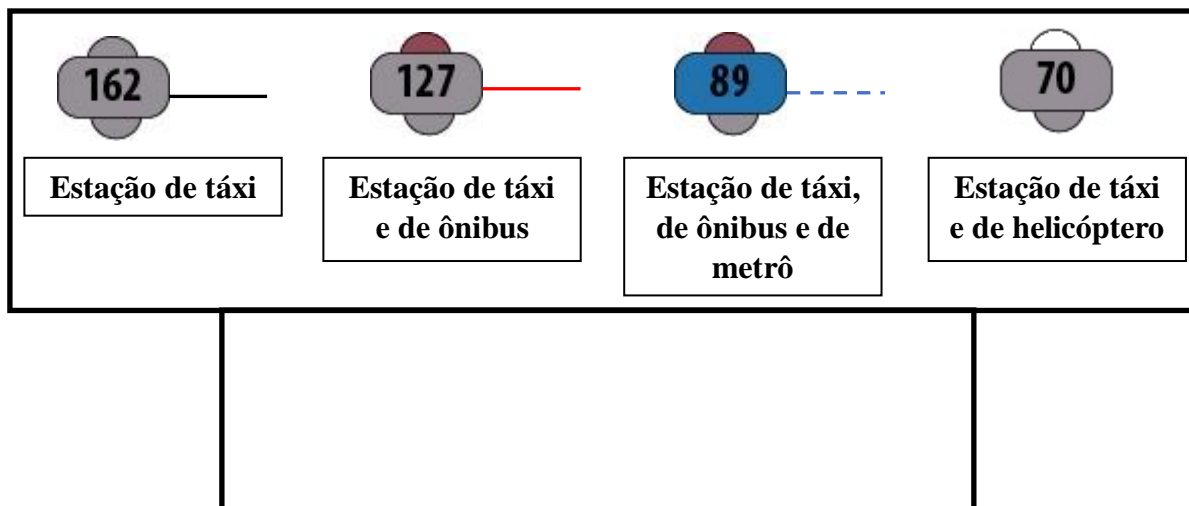 162
127
89
70
Estação de táxi
Estação de táxi
e de ônibus
Estação de táxi,
de ônibus e de
metrô
Estação de táxi
e de helicóptero